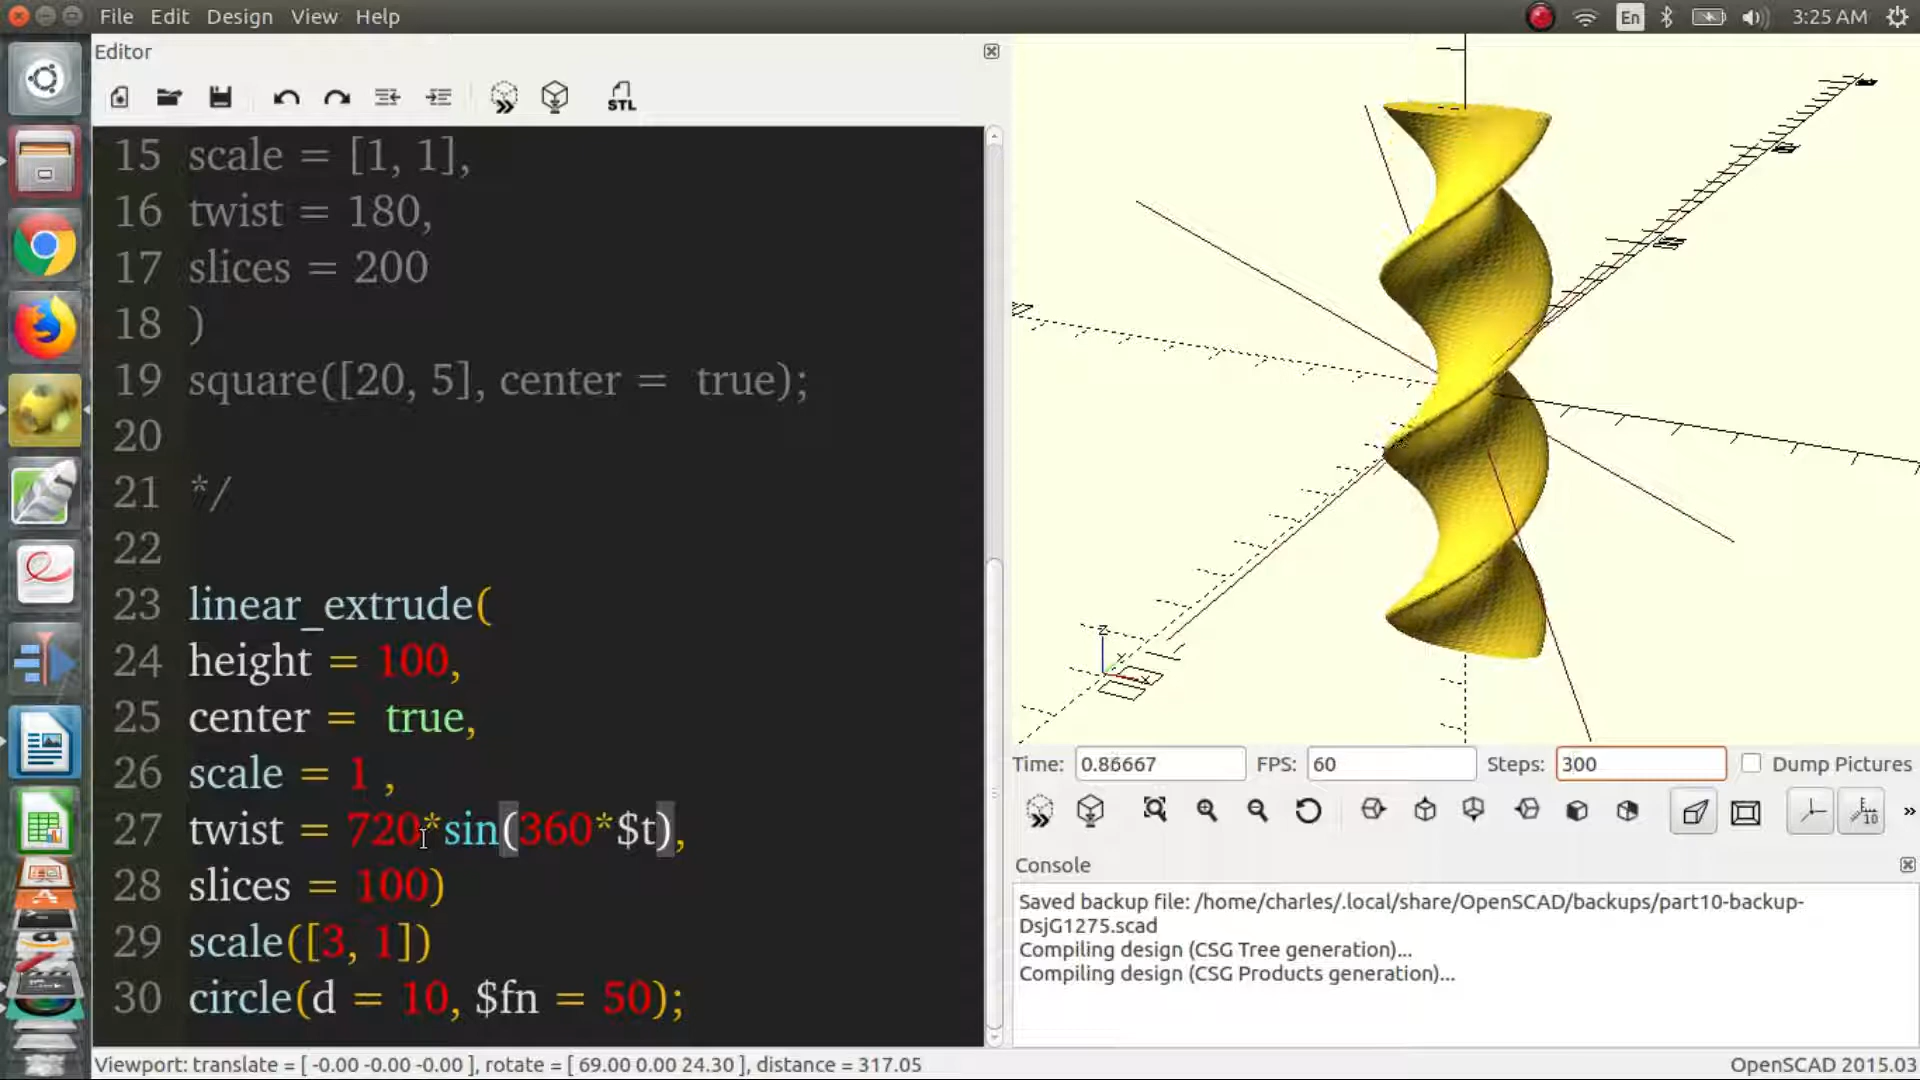 File Edit Design View Help
En
3:25 AM
Editor
STL
15 scale = [1, 1],
16 twist = 180,
17 slices = 200
18 )
19 square([20, 5], center =  true);
20
21 */
22
23 linear_extrude(
24 height = 100,
25 center =  true,
26 scale = 1 ,
27 twist = 720*sin(360*$t),
28 slices = 100)
29 scale([3, 1])
30 circle(d = 10, $fn = 50);
Z
Time: 0.86667 FPS: 60 Steps: 300 Dump Pictures
10 »
Console
Saved backup file: /home/charles/.local/share/OpenSCAD/backups/part10-backup-
DsjG1275.scad
Compiling design (CSG Tree generation)...
Compiling design (CSG Products generation)...
Viewport: translate = [ -0.00 -0.00 -0.00 ], rotate = [ 69.00 0.00 24.30 ], distance = 317.05
OpenSCAD 2015.03